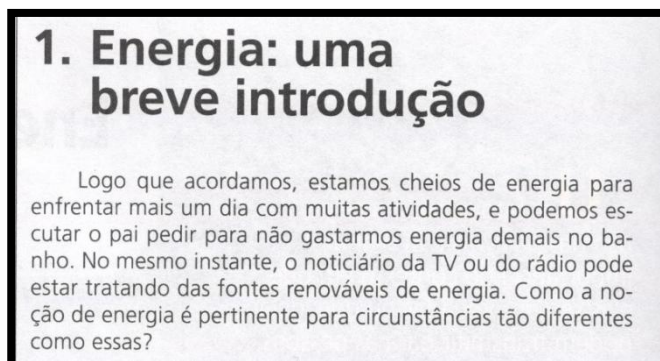 1. Energia: uma
breve introdução
Logo que acordamos, estamos cheios de energia para
enfrentar mais um dia com muitas atividades, e podemos es-
cutar o pai pedir para não gastarmos energia demais no ba-
nho. No mesmo instante, o noticiário da TV ou do rádio pode
estar tratando das fontes renováveis de energia. Como a no-
ção de energia é pertinente para circunstâncias tão diferentes
como essas?